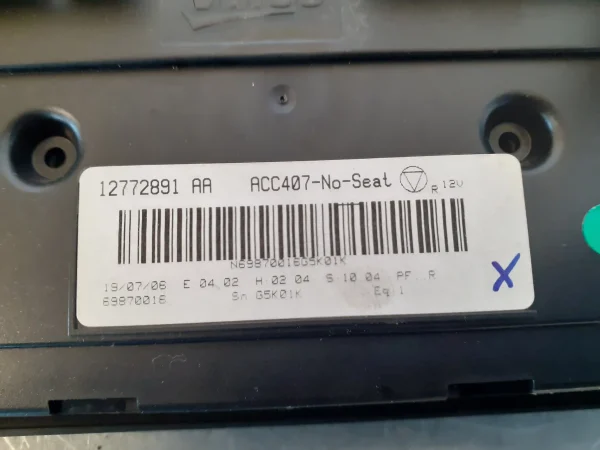 12772891 AA ACC407-No-Seat R 12V
N69870016G5K01K
19/07/06 E 04 02 H 02 04 S 10 04 PF.. R
69870016 Sn G5K01K Eq 1
X